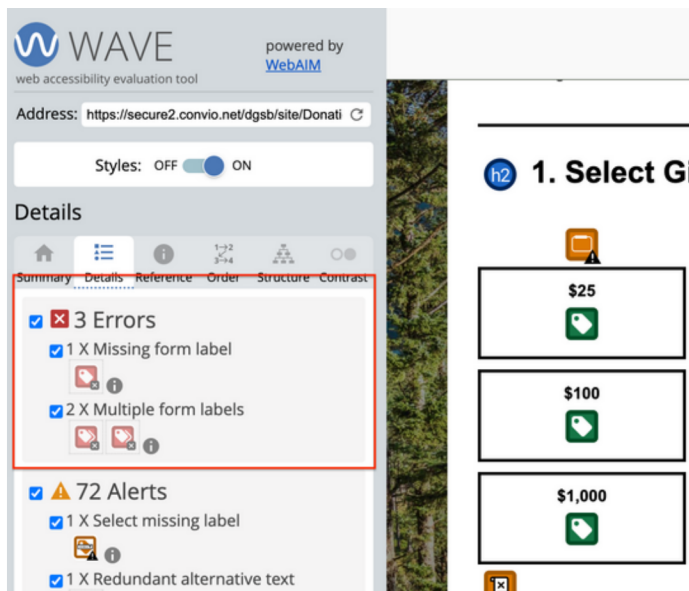 WAVE
web accessibility evaluation tool
powered by
WebAIM
Address: https://secure2.convio.net/dgsb/site/Donati
Styles: OFF ON
Details
Summary Details Reference Order Structure Contrast
3 Errors
1 X Missing form label
2 X Multiple form labels
72 Alerts
1 X Select missing label
1 X Redundant alternative text
h2 1. Select Gi
$25
$100
$1,000